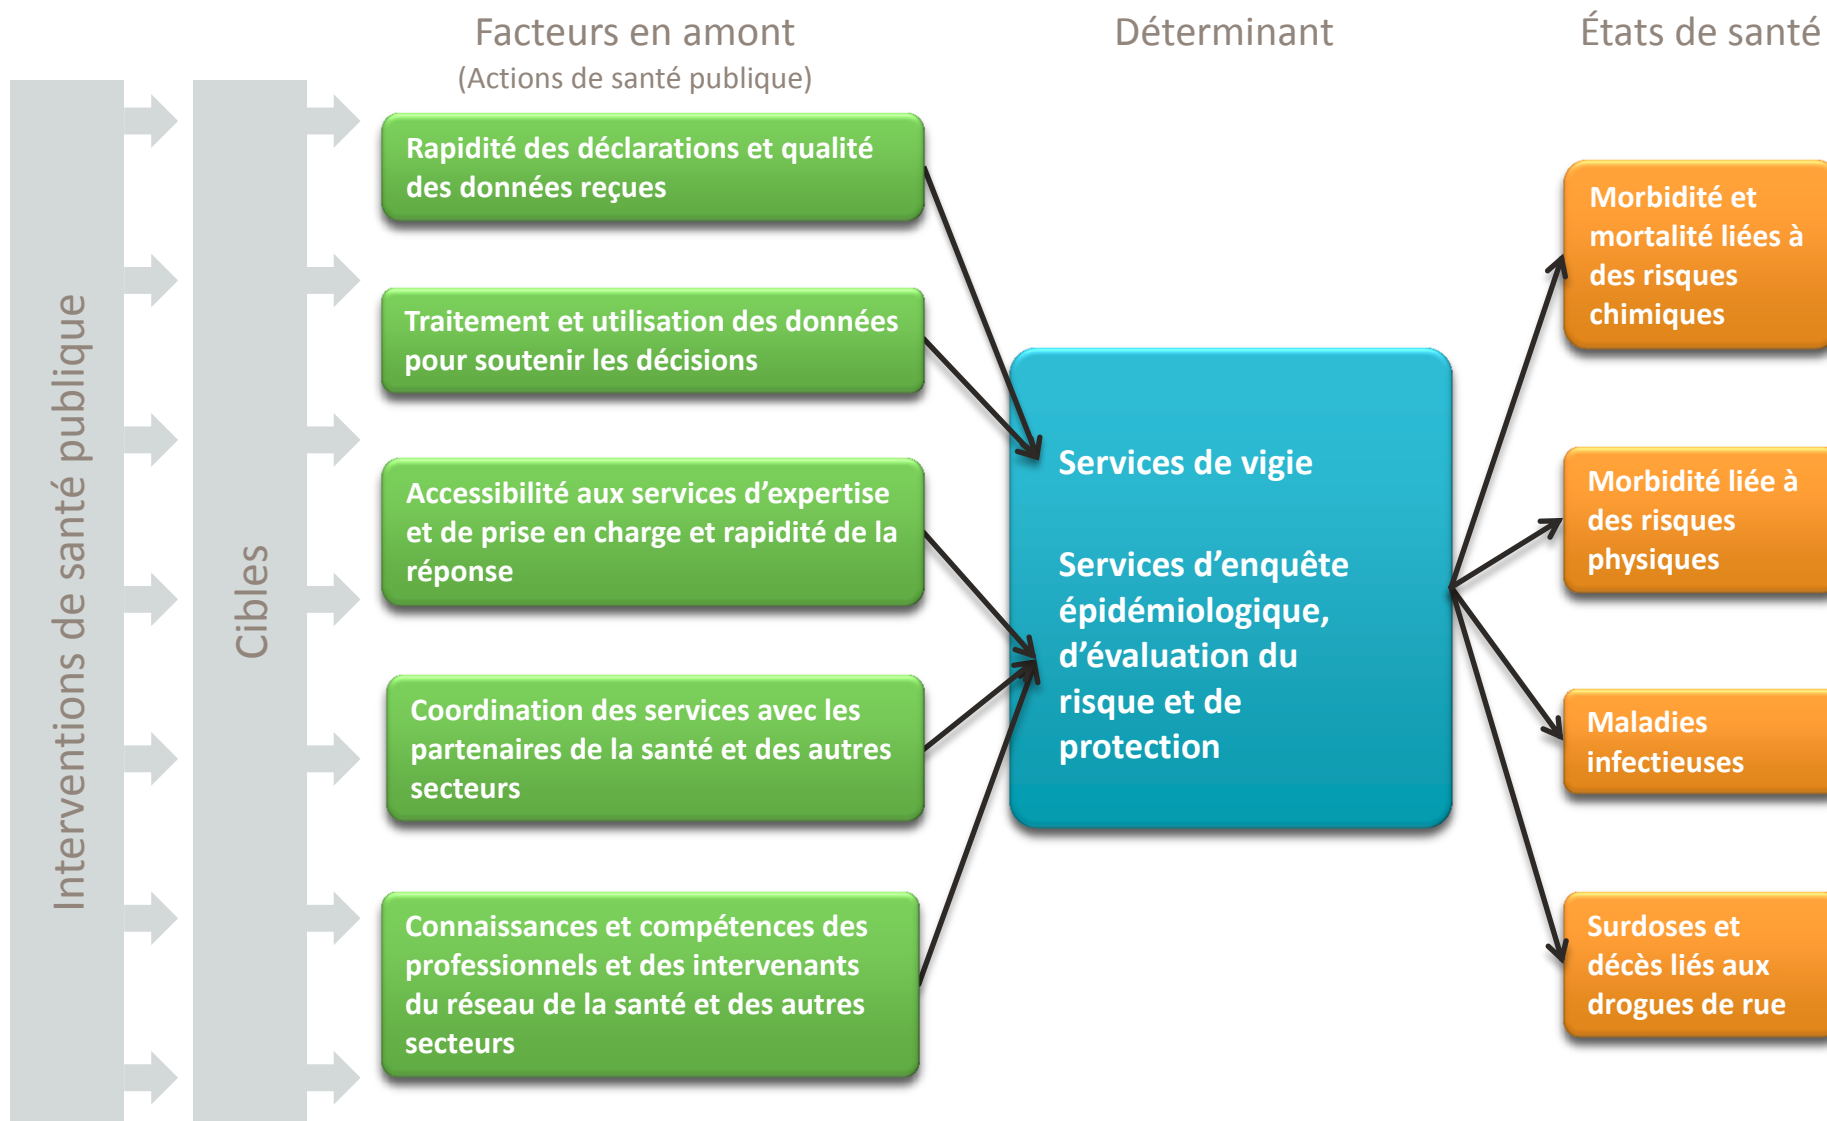 Facteurs en amont
(Actions de santé publique)
Déterminant
États de santé
Interventions de santé publique
Cibles
Rapidité des déclarations et qualité
des données reçues
Traitement et utilisation des données
pour soutenir les décisions
Accessibilité aux services d’expertise
et de prise en charge et rapidité de la
réponse
Coordination des services avec les
partenaires de la santé et des autres
secteurs
Connaissances et compétences des
professionnels et des intervenants
du réseau de la santé et des autres
secteurs
Services de vigie
Services d’enquête
épidémiologique,
d’évaluation du
risque et de
protection
Morbidité et
mortalité liées à
des risques
chimiques
Morbidité liée à
des risques
physiques
Maladies
infectieuses
Surdoses et
décès liés aux
drogues de rue